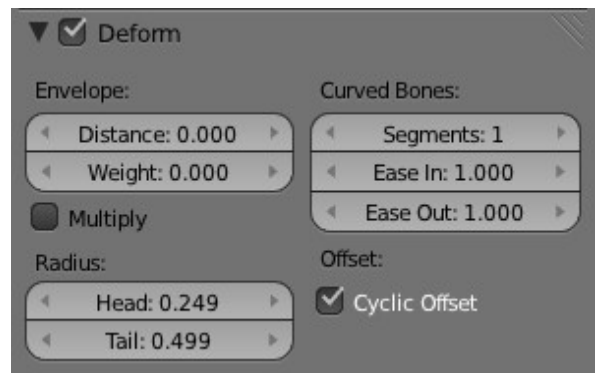 Deform
Envelope:
Distance: 0.000
Weight: 0.000
Multiply
Radius:
Head: 0.249
Tail: 0.499
Curved Bones:
Segments: 1
Ease In: 1.000
Ease Out: 1.000
Offset:
Cyclic Offset